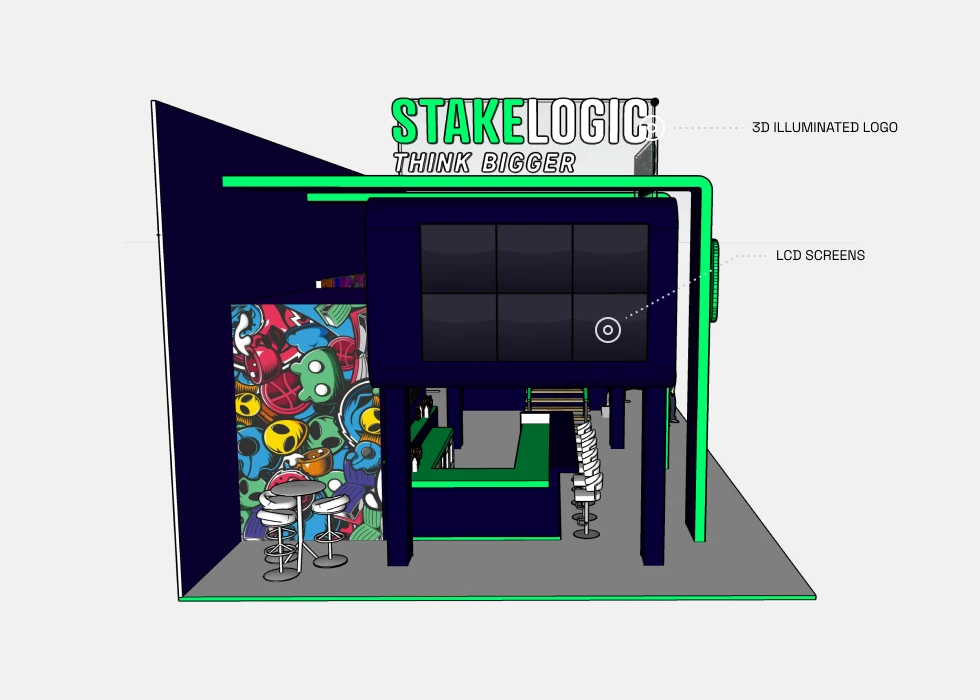 STAKELOGIC
THINK BIGGER
3D ILLUMINATED LOGO
LCD SCREENS